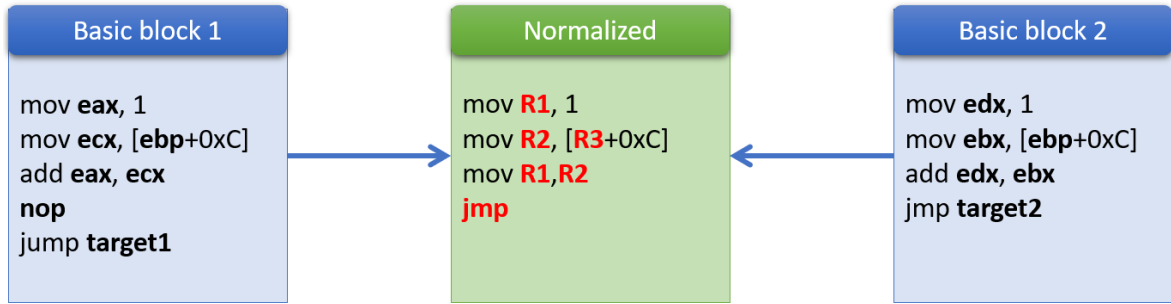 Basic block 1
mov eax, 1
mov ecx, [ebp+0xC]
add eax, ecx
nop
jump target1
Normalized
mov R1, 1
mov R2, [R3+0xC]
mov R1,R2
jmp
Basic block 2
mov edx, 1
mov ebx, [ebp+0xC]
add edx, ebx
jmp target2